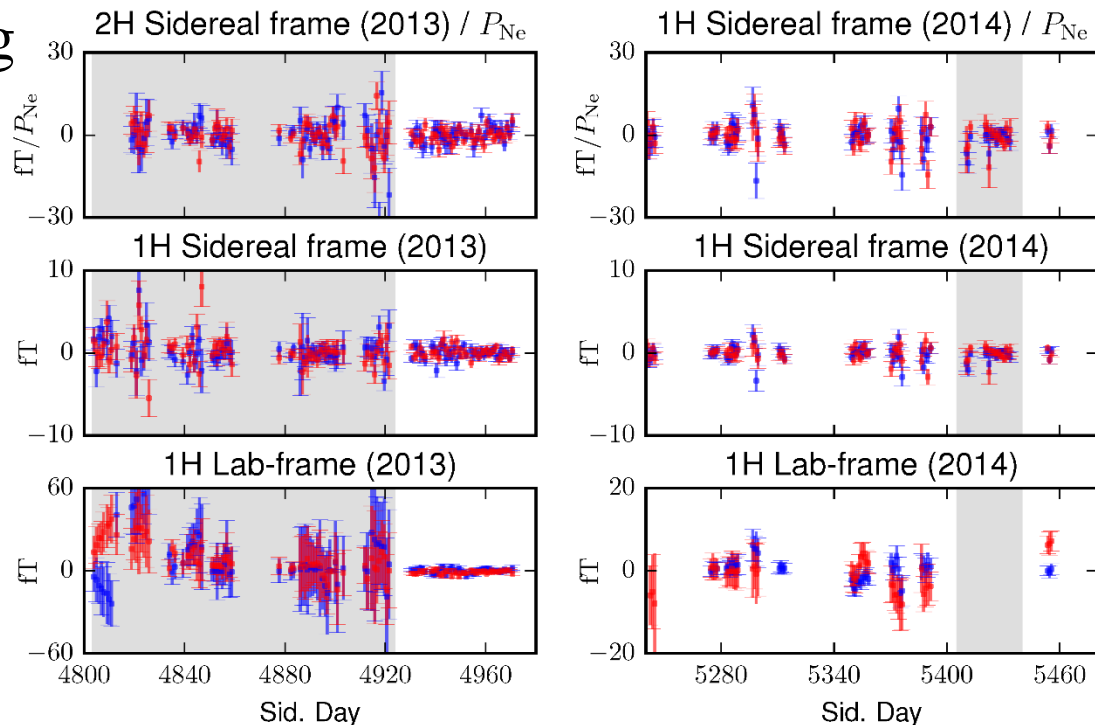 g
2H Sidereal frame (2013) / P_Ne
1H Sidereal frame (2014) / P_Ne
30
0
−30
fT/P_Ne
30
0
−30
fT/P_Ne
1H Sidereal frame (2013)
1H Sidereal frame (2014)
10
0
−10
fT
10
0
−10
fT
1H Lab-frame (2013)
1H Lab-frame (2014)
60
0
−60
fT
20
0
−20
fT
4800 4840 4880 4920 4960
5280 5340 5400 5460
Sid. Day
Sid. Day